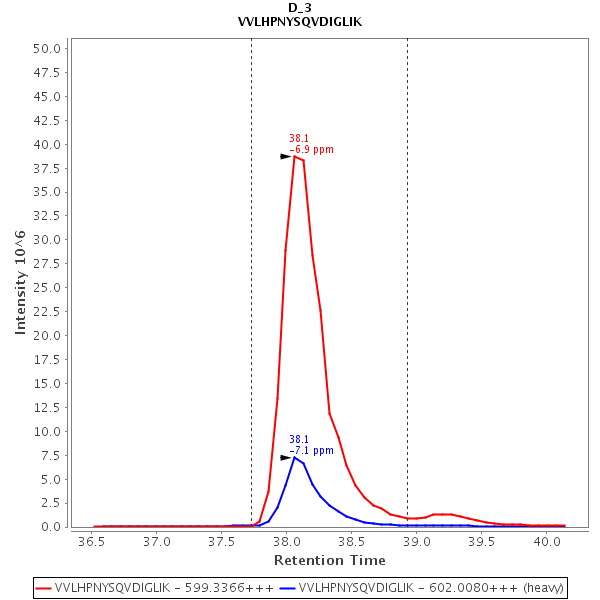 D_3
VVLHPNYSQVDIGLIK
50.0
47.5
45.0
42.5
40.0
37.5
35.0
32.5
30.0
27.5
25.0
22.5
20.0
17.5
15.0
12.5
10.0
7.5
5.0
2.5
0.0
Intensity 10^6
38.1
-6.9 ppm
38.1
-7.1 ppm
36.5 37.0 37.5 38.0 38.5 39.0 39.5 40.0
Retention Time
VVLHPNYSQVDIGLIK - 599.3366+++ VVLHPNYSQVDIGLIK - 602.0080+++ (heavy)